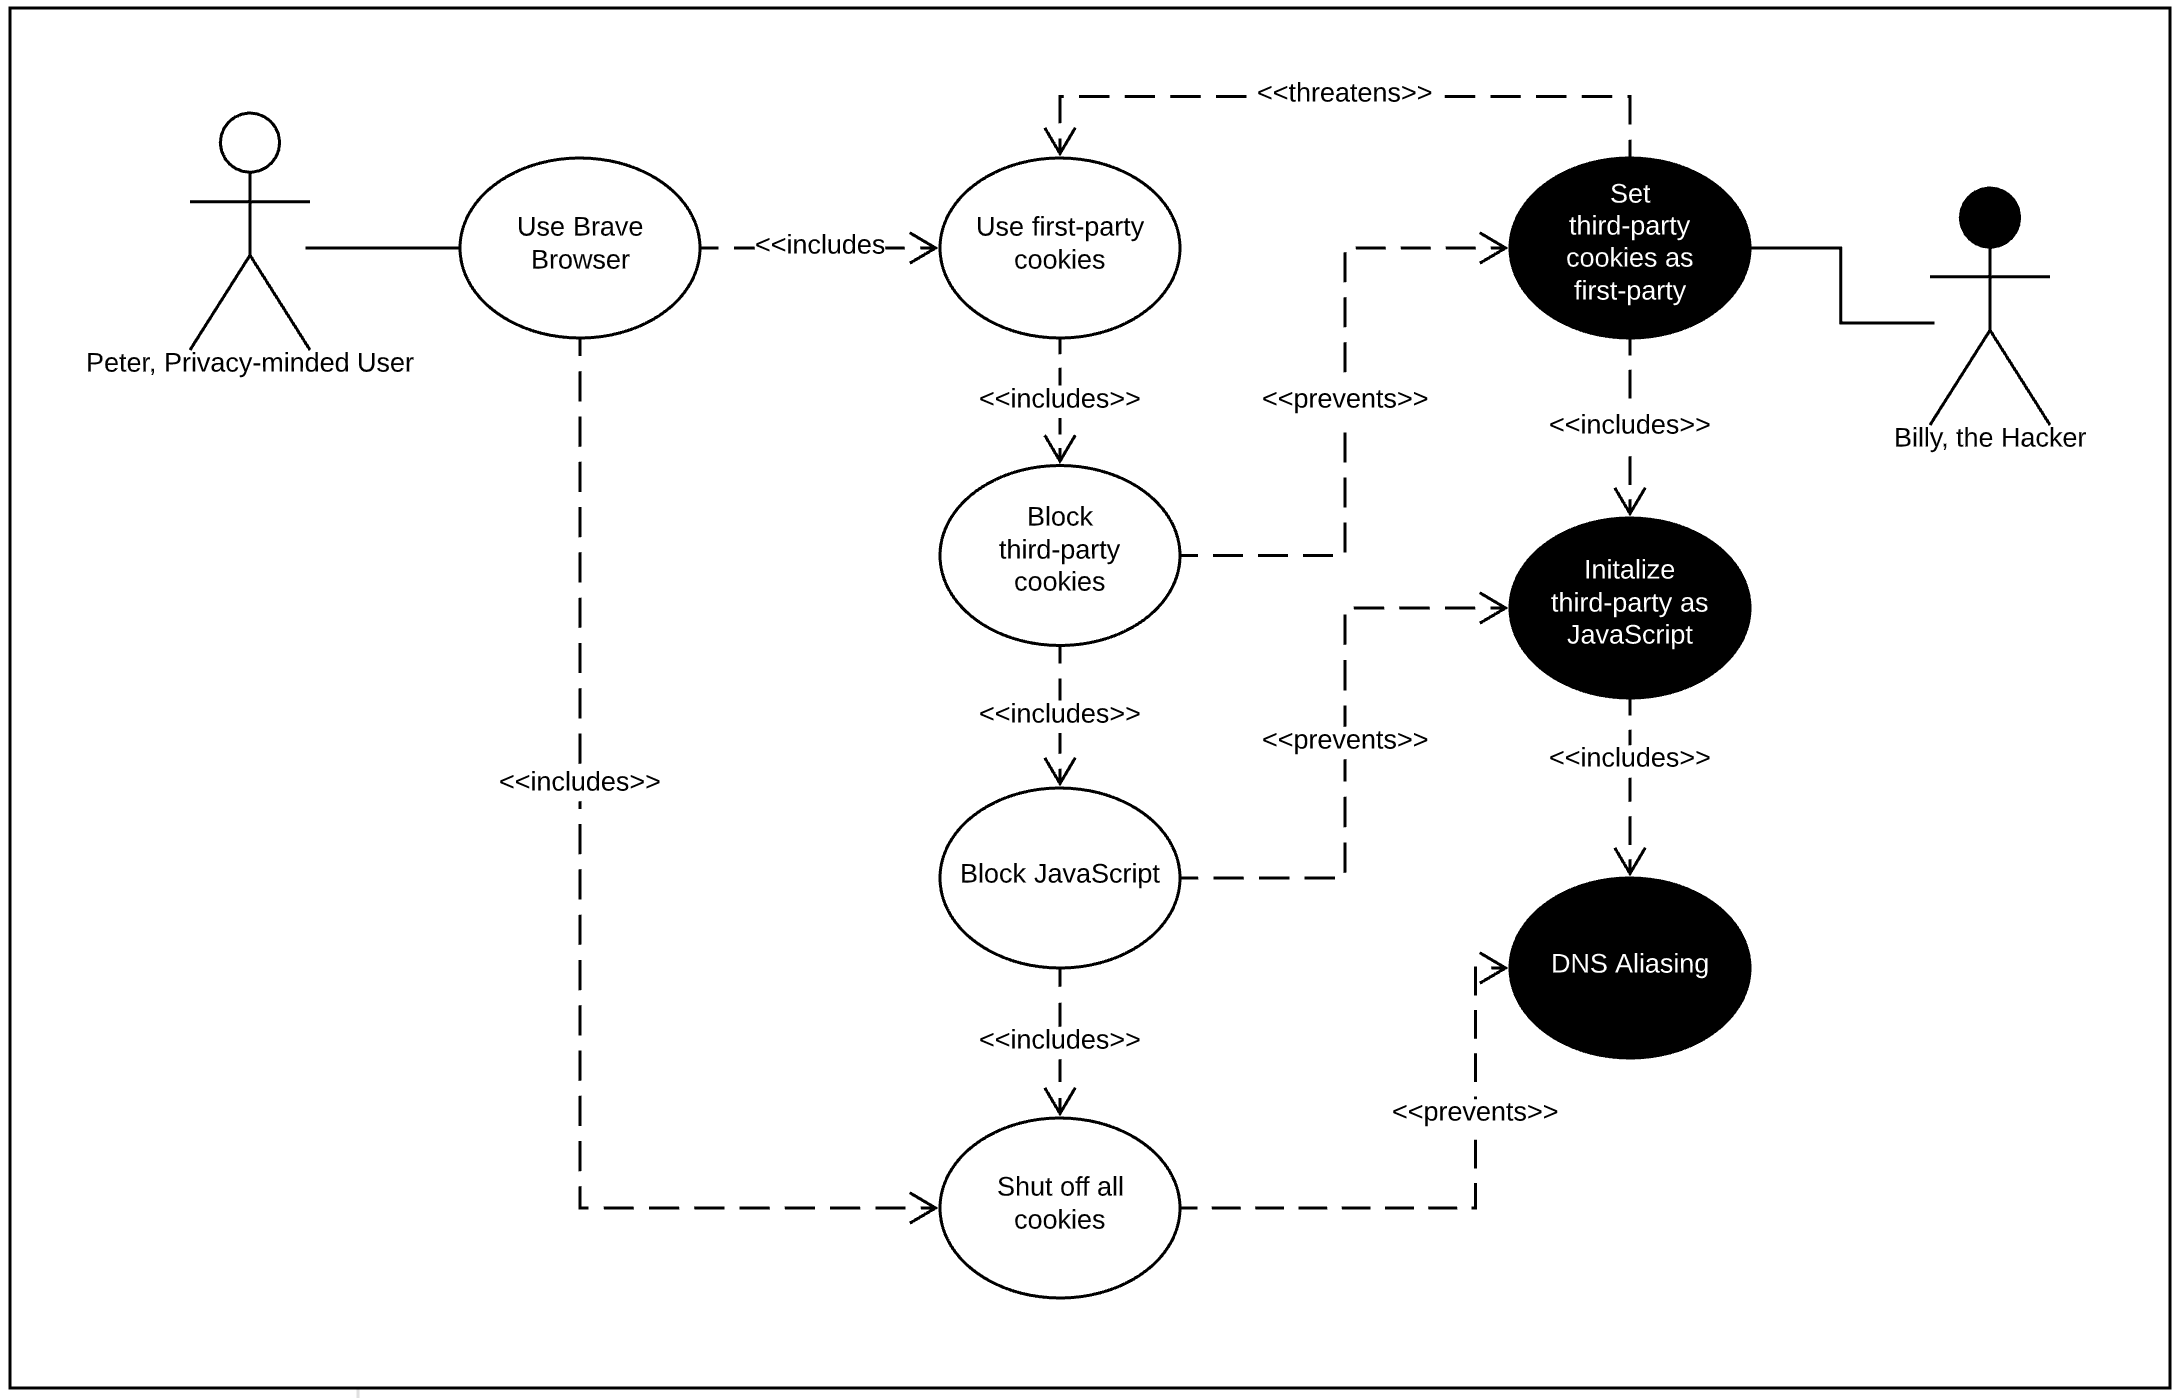 <<threatens>>
Set
third-party
cookies as
first-party
Use Brave
Browser
<<includes
Use first-party
cookies
Peter, Privacy-minded User
<<includes>>
<<prevents>>
<<includes>>
Billy, the Hacker
Block
third-party
cookies
Initalize
third-party as
JavaScript
<<includes>>
<<prevents>>
<<includes>>
<<includes>>
Block JavaScript
DNS Aliasing
<<includes>>
<<prevents>>
Shut off all
cookies